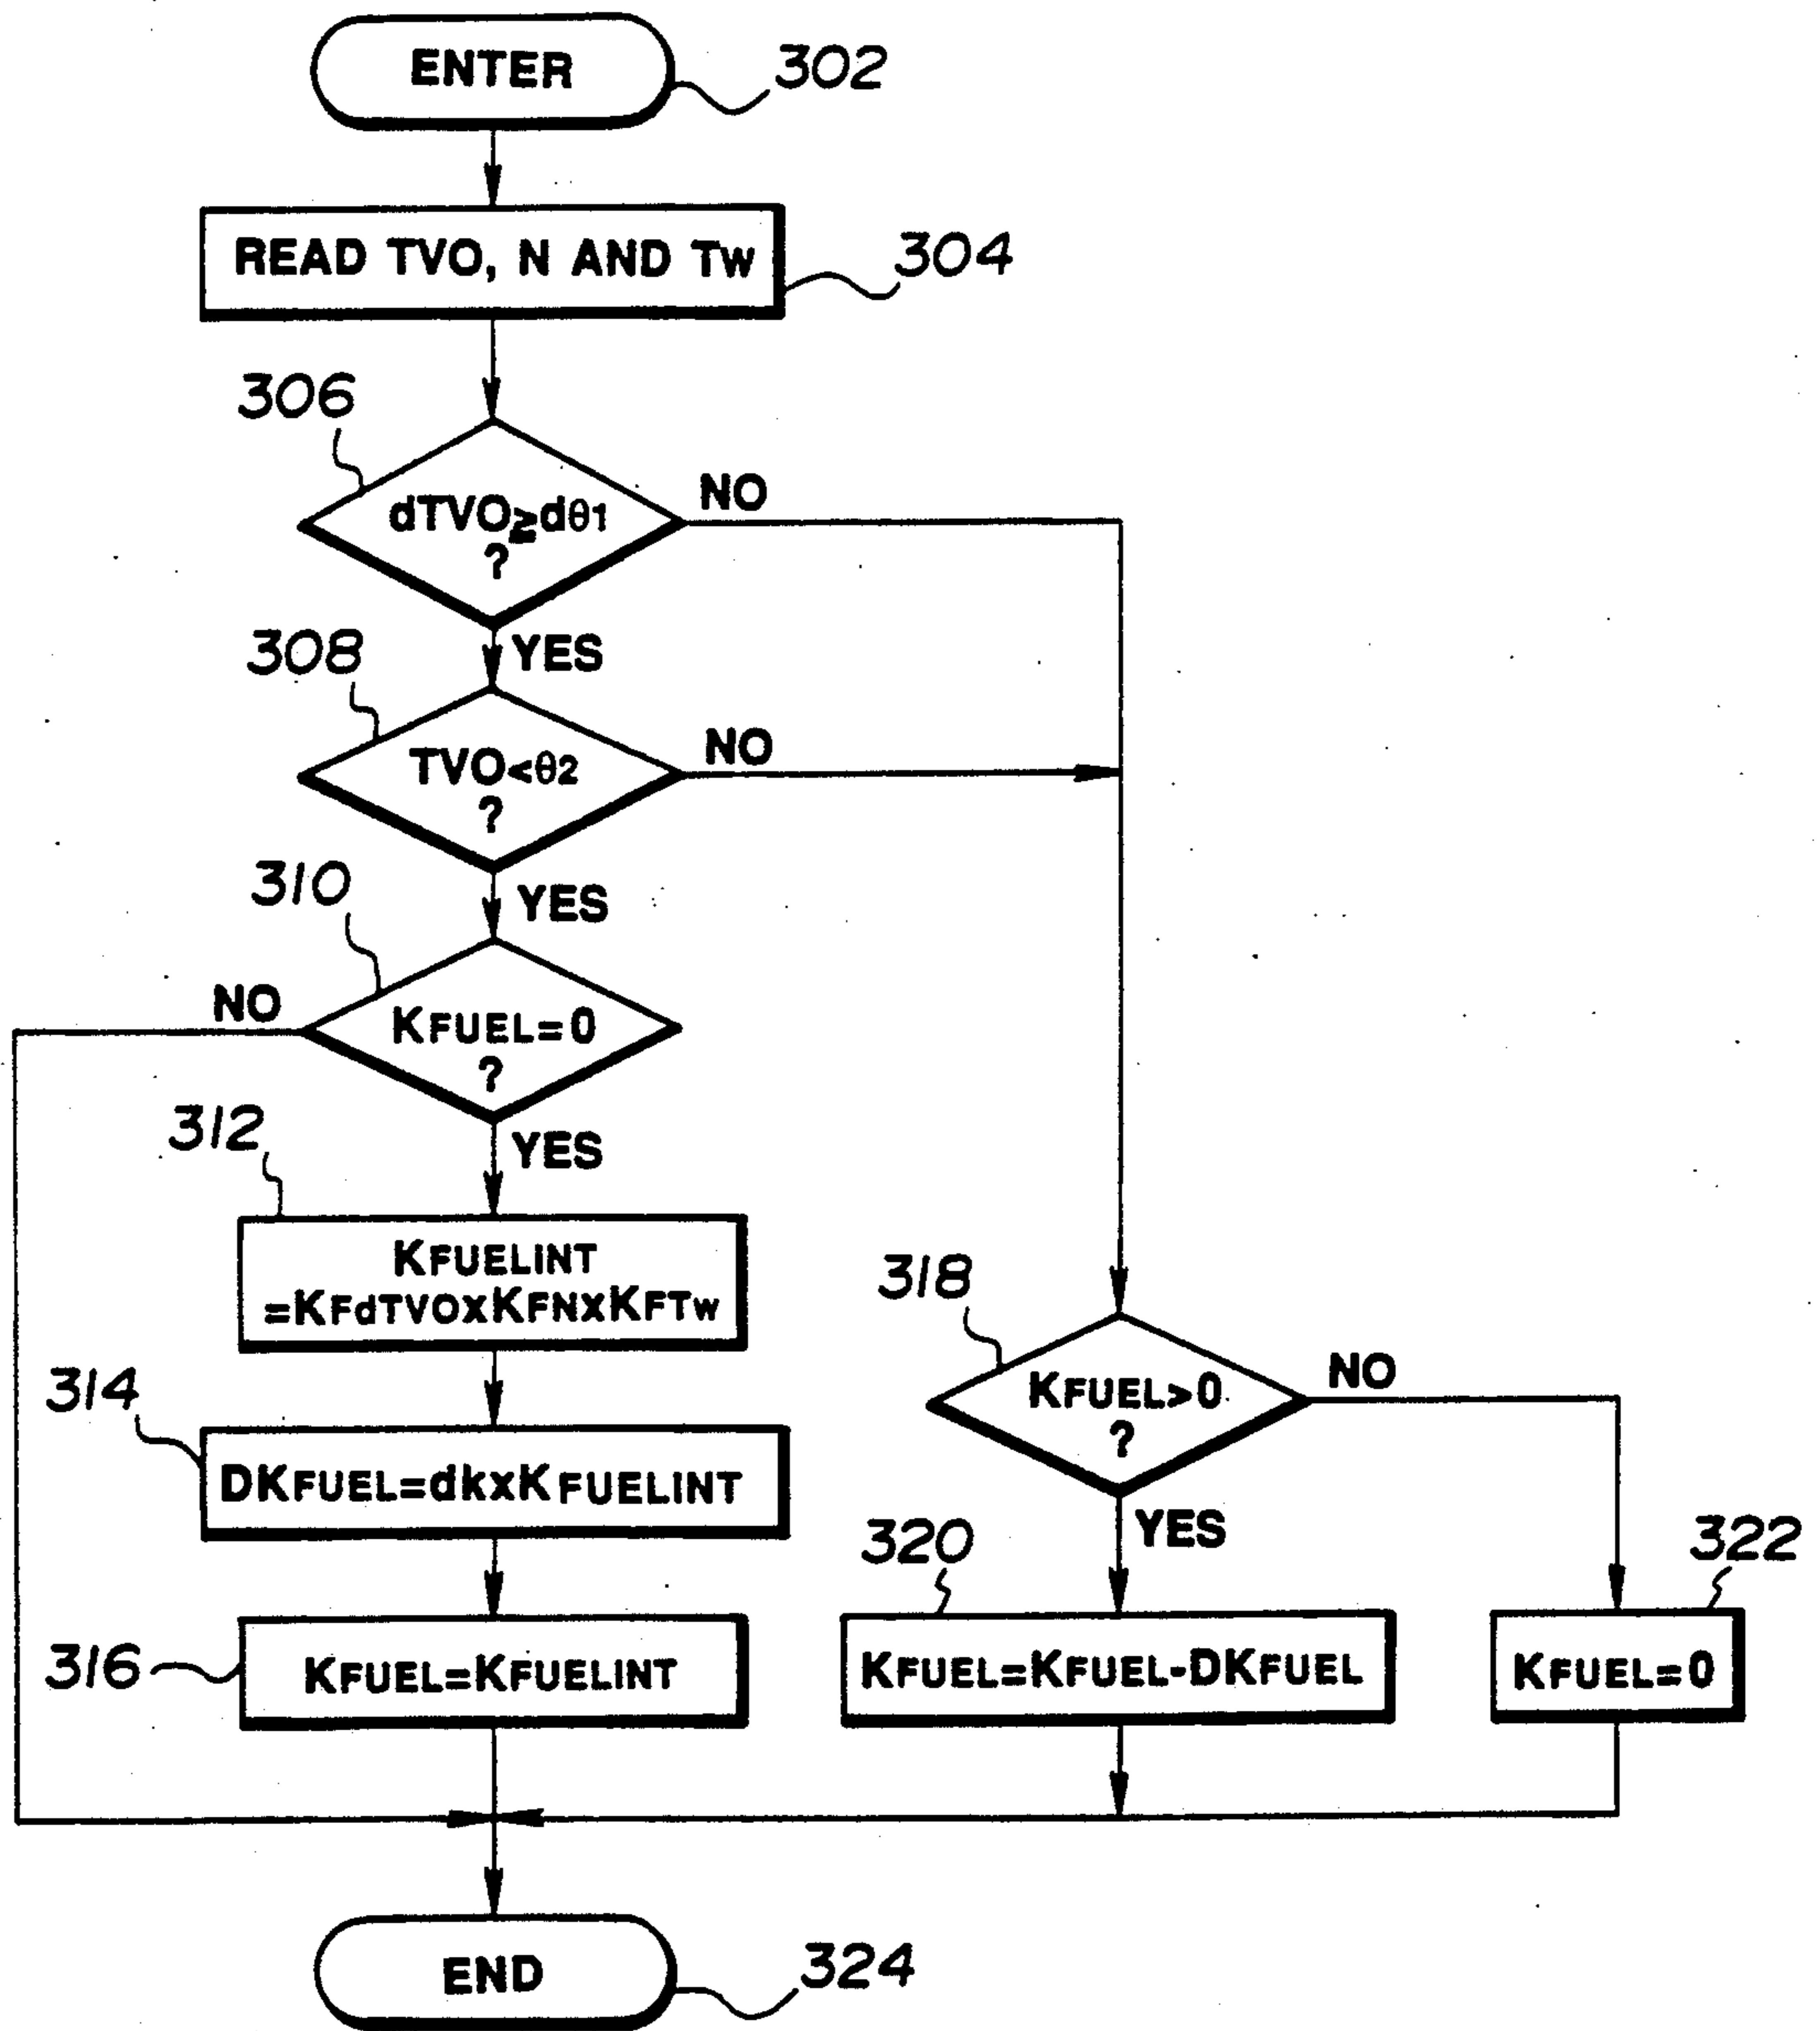 ENTER
302
READ TVO, N AND TW
304
306
dTVO≧dθ1
?
NO
YES
308
TVO<θ2
?
NO
YES
310
KFUEL=0
?
NO
YES
312
KFUELINT
=KFdTVOxKFNxKFTw
314
DKFUEL=dkxKFUELINT
316
KFUEL=KFUELINT
318
KFUEL>0
?
NO
YES
320
KFUEL=KFUEL-DKFUEL
322
KFUEL=0
END
324